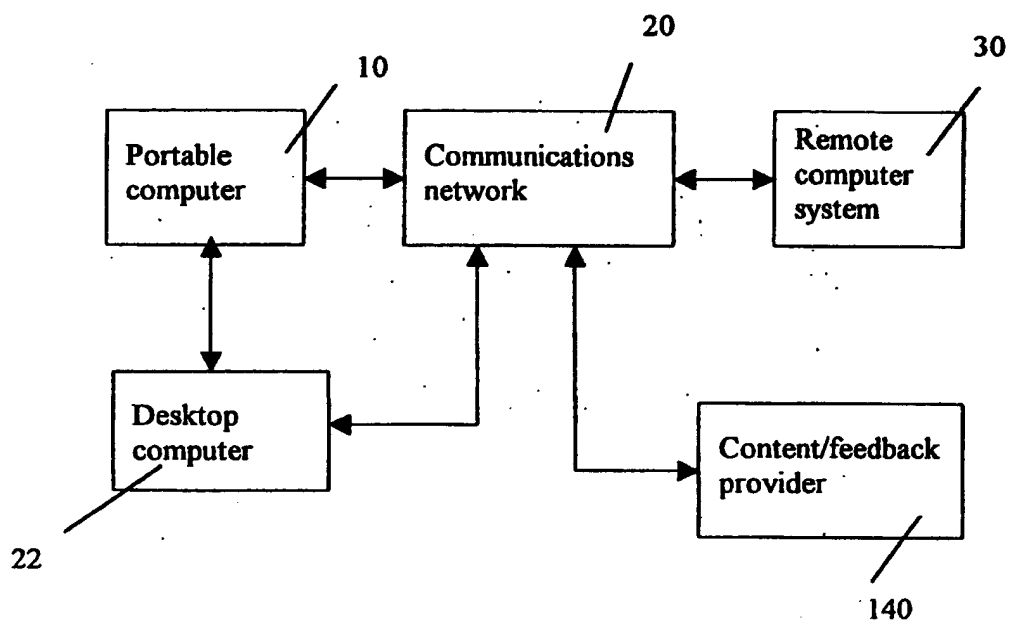 20
30
10
Portable
computer
Communications
network
Remote
computer
system
Desktop
computer
Content/feedback
provider
22
140